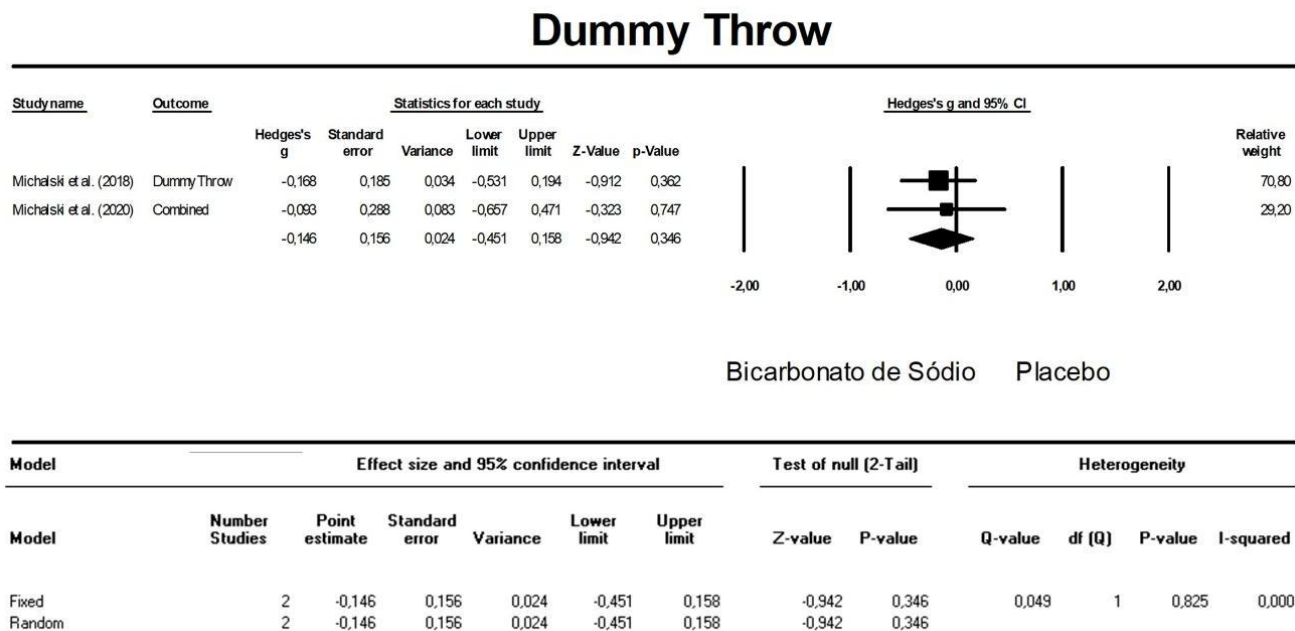 Dummy Throw
Study name Outcome Statistics for each study Hedges's g and 95% CI
Hedges's g Standard error Variance Lower limit Upper limit Z-Value p-Value Relative weight
Michalski et al. (2018) Dummy Throw -0,168 0,185 0,034 -0,531 0,194 -0,912 0,362 70,80
Michalski et al. (2020) Combined -0,093 0,288 0,083 -0,657 0,471 -0,323 0,747 29,20
-0,146 0,156 0,024 -0,451 0,158 -0,942 0,346
-2,00 -1,00 0,00 1,00 2,00
Bicarbonato de Sódio Placebo
Model Effect size and 95% confidence interval Test of null (2-Tail) Heterogeneity
Model Number Studies Point estimate Standard error Variance Lower limit Upper limit Z-value P-value Q-value df (Q) P-value I-squared
Fixed 2 -0,146 0,156 0,024 -0,451 0,158 -0,942 0,346 0,049 1 0,825 0,000
Random 2 -0,146 0,156 0,024 -0,451 0,158 -0,942 0,346